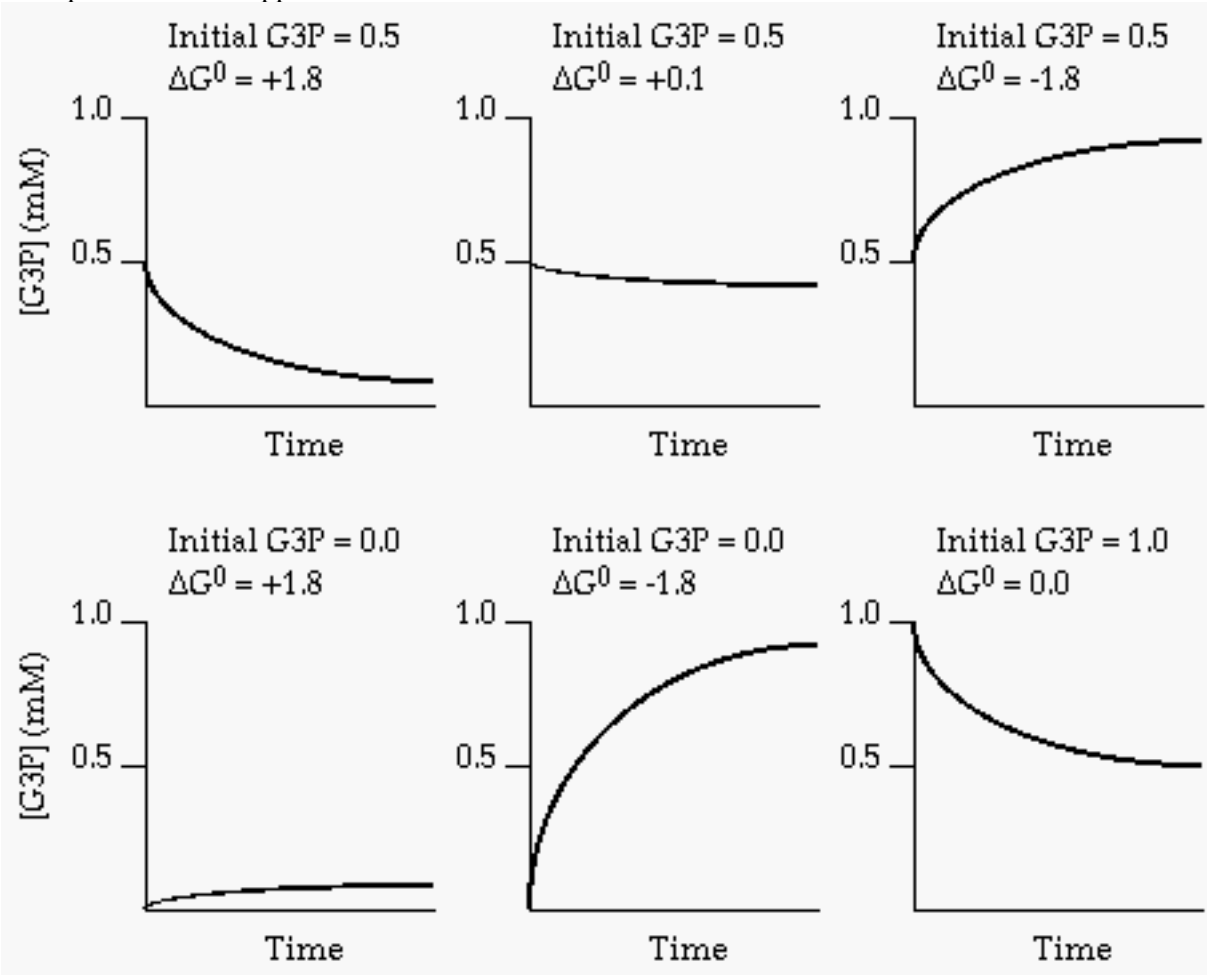 Initial G3P = 0.5
ΔG⁰ = +1.8
1.0
0.5
[G3P] (mM)
Time
Initial G3P = 0.5
ΔG⁰ = +0.1
1.0
0.5
Time
Initial G3P = 0.5
ΔG⁰ = -1.8
1.0
0.5
Time
Initial G3P = 0.0
ΔG⁰ = +1.8
1.0
0.5
[G3P] (mM)
Time
Initial G3P = 0.0
ΔG⁰ = -1.8
1.0
0.5
Time
Initial G3P = 1.0
ΔG⁰ = 0.0
1.0
0.5
Time